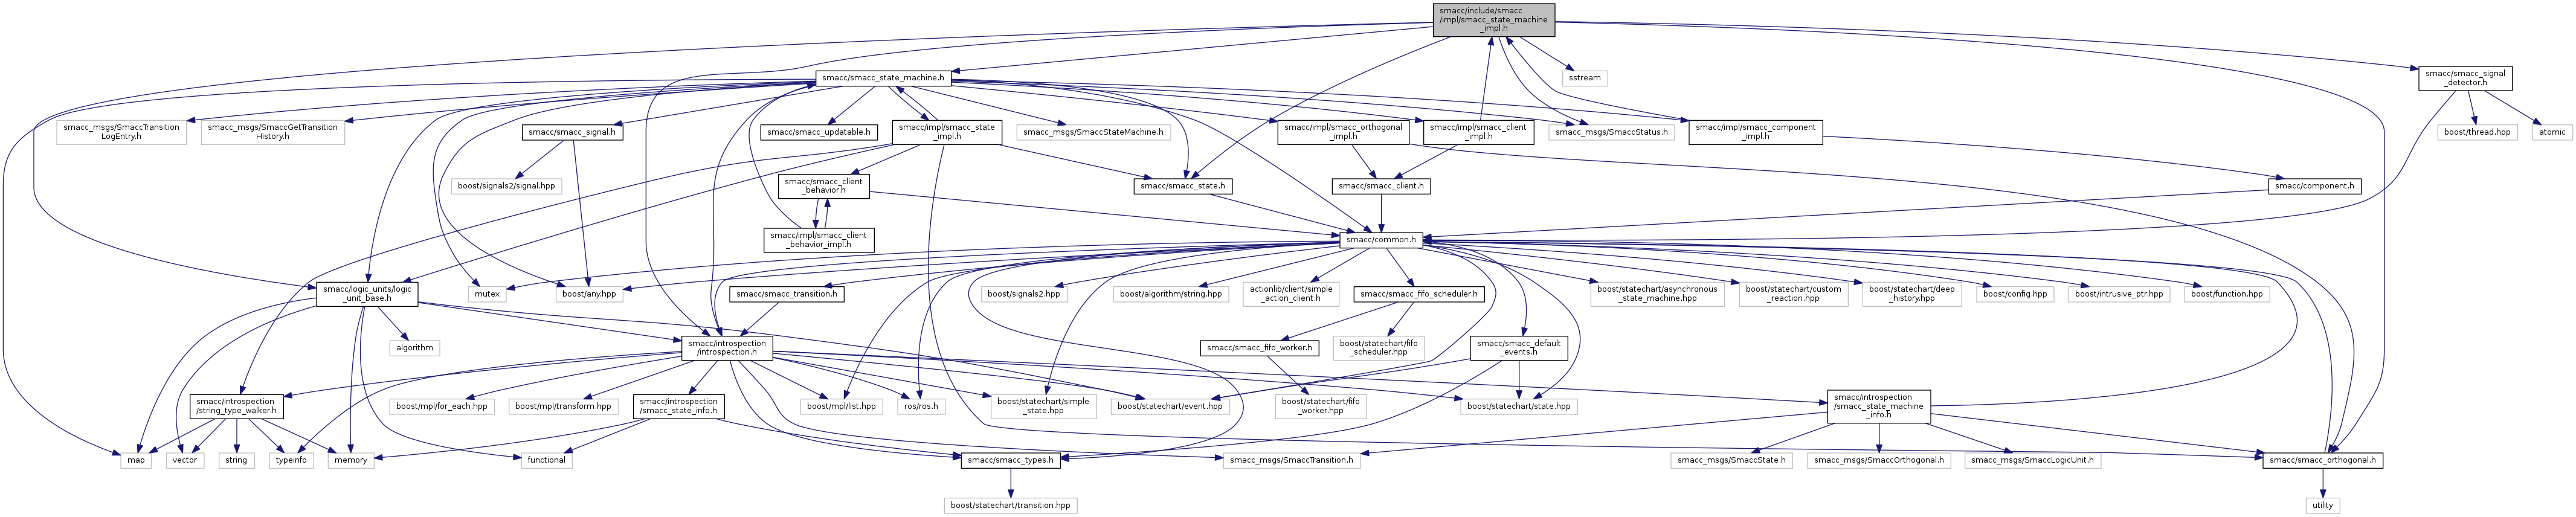 smacc/include/smacc
/impl/smacc_state_machine
_impl.h
smacc/smacc_state_machine.h
sstream
smacc/smacc_signal
_detector.h
smacc_msgs/SmaccTransition
LogEntry.h
smacc_msgs/SmaccGetTransition
History.h
smacc/smacc_signal.h
smacc/smacc_updatable.h
smacc/impl/smacc_state
_impl.h
smacc_msgs/SmaccStateMachine.h
smacc/impl/smacc_orthogonal
_impl.h
smacc/impl/smacc_client
_impl.h
smacc_msgs/SmaccStatus.h
smacc/impl/smacc_component
_impl.h
boost/thread.hpp
atomic
boost/signals2/signal.hpp
smacc/smacc_client
_behavior.h
smacc/smacc_state.h
smacc/smacc_client.h
smacc/component.h
smacc/impl/smacc_client
_behavior_impl.h
smacc/common.h
smacc/logic_units/logic
_unit_base.h
mutex
boost/any.hpp
smacc/smacc_transition.h
boost/signals2.hpp
boost/algorithm/string.hpp
actionlib/client/simple
_action_client.h
smacc/smacc_fifo_scheduler.h
boost/statechart/asynchronous
_state_machine.hpp
boost/statechart/custom
_reaction.hpp
boost/statechart/deep
_history.hpp
boost/config.hpp
boost/intrusive_ptr.hpp
boost/function.hpp
algorithm
smacc/introspection
/introspection.h
smacc/smacc_fifo_worker.h
boost/statechart/fifo
_scheduler.hpp
smacc/smacc_default
_events.h
smacc/introspection
/string_type_walker.h
boost/mpl/for_each.hpp
boost/mpl/transform.hpp
smacc/introspection
/smacc_state_info.h
boost/mpl/list.hpp
ros/ros.h
boost/statechart/simple
_state.hpp
boost/statechart/event.hpp
boost/statechart/fifo
_worker.hpp
boost/statechart/state.hpp
smacc/introspection
/smacc_state_machine
_info.h
map
vector
string
typeinfo
memory
functional
smacc/smacc_types.h
smacc_msgs/SmaccTransition.h
smacc_msgs/SmaccState.h
smacc_msgs/SmaccOrthogonal.h
smacc_msgs/SmaccLogicUnit.h
smacc/smacc_orthogonal.h
boost/statechart/transition.hpp
utility